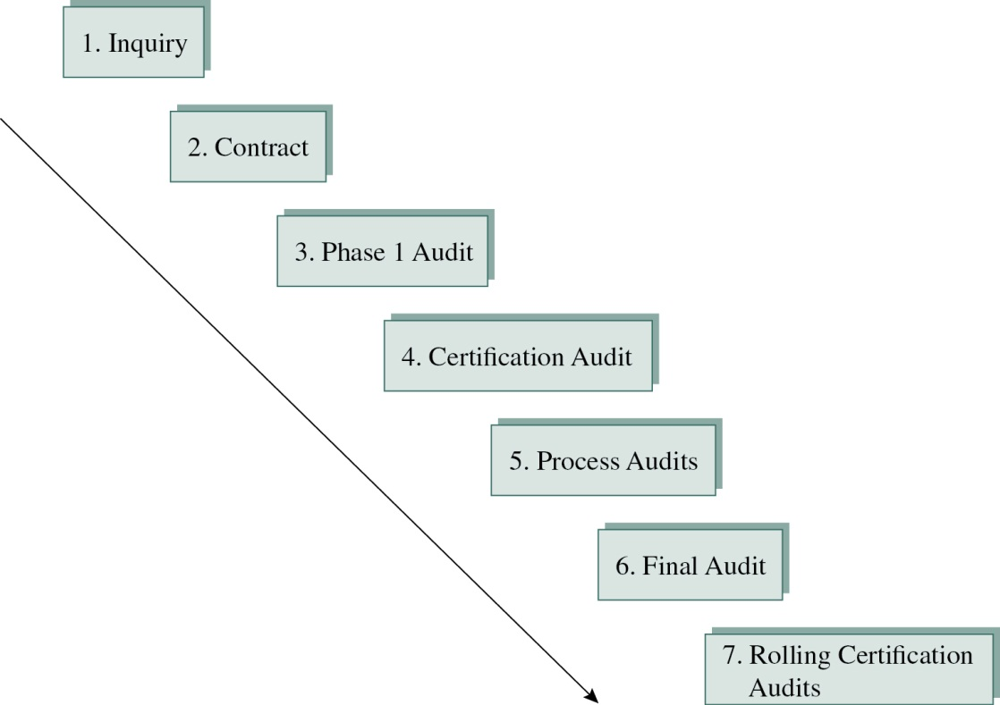 1. Inquiry
2. Contract
3. Phase 1 Audit
4. Certification Audit
5. Process Audits
6. Final Audit
7. Rolling Certification
Audits